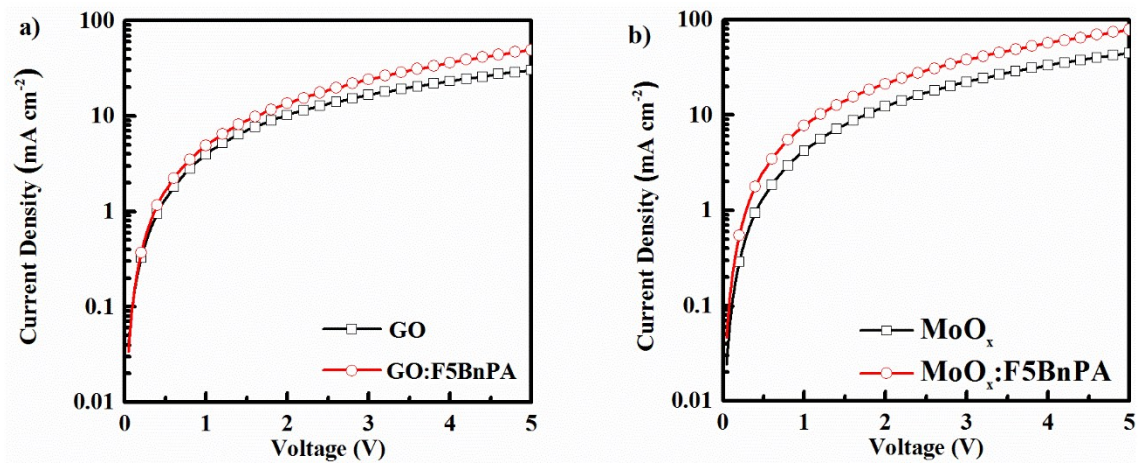 a)
Current Density (mA cm⁻²)
100
10
1
0.1
0.01
0 1 2 3 4 5
Voltage (V)
GO
GO:F5BnPA
b)
Current Density (mA cm⁻²)
100
10
1
0.1
0.01
0 1 2 3 4 5
Voltage (V)
MoOₓ
MoOₓ:F5BnPA